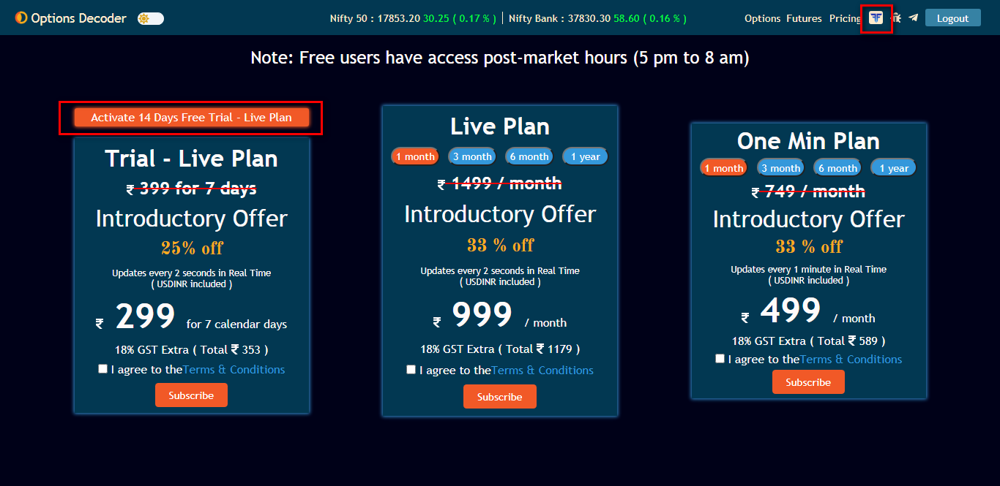 Options Decoder
Nifty 50 : 17853.20 30.25 ( 0.17 % ) | Nifty Bank : 37830.30 58.60 ( 0.16 % )
Options Futures Pricing
Logout
Note: Free users have access post-market hours (5 pm to 8 am)
Activate 14 Days Free Trial - Live Plan
Trial - Live Plan
₹ 399 for 7 days
Introductory Offer
25% off
Updates every 2 seconds in Real Time
( USDINR included )
₹ 299 for 7 calendar days
18% GST Extra ( Total ₹ 353 )
I agree to theTerms & Conditions
Subscribe
Live Plan
1 month 3 month 6 month 1 year
₹ 1499 / month
Introductory Offer
33 % off
Updates every 2 seconds in Real Time
( USDINR included )
₹ 999 / month
18% GST Extra ( Total ₹ 1179 )
I agree to theTerms & Conditions
Subscribe
One Min Plan
1 month 3 month 6 month 1 year
₹ 749 / month
Introductory Offer
33 % off
Updates every 1 minute in Real Time
( USDINR included )
₹ 499 / month
18% GST Extra ( Total ₹ 589 )
I agree to theTerms & Conditions
Subscribe